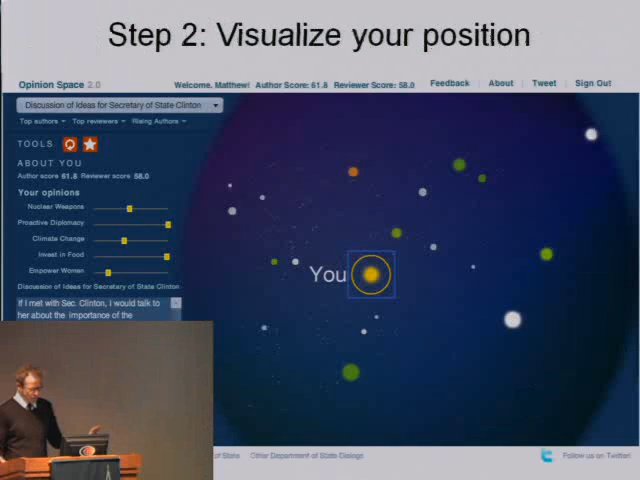 Step 2: Visualize your position
Opinion Space 2.0
Welcome, Matthew! Author Score: 61.8 Reviewer Score: 58.0
Feedback | About | Tweet | Sign Out
Discussion of Ideas for Secretary of State Clinton
Top authors Top reviewers Rising Authors
TOOLS
ABOUT YOU
Author score 61.8 Reviewer score 58.0
Your opinions
Nuclear Weapons
Proactive Diplomacy
Climate Change
Invest in Food
Empower Women
Discussion of Ideas for Secretary of State Clinton
If I met with Sec. Clinton, i would talk to
her about the importance of the
You
of State Other Department of State Dialogs
Follow us on Twitter!